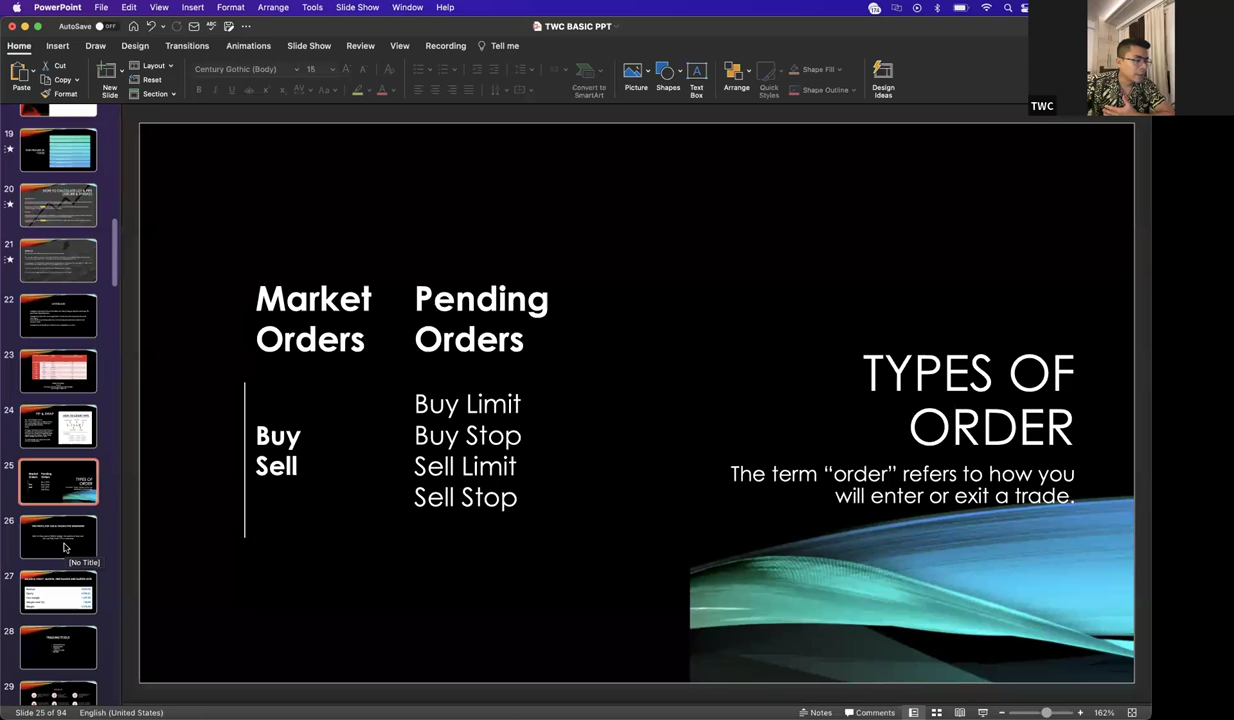 PowerPoint File Edit View Insert Format Arrange Tools Slide Show Window Help
AutoSave OFF TWC BASIC PPT
Home Insert Draw Design Transitions Animations Slide Show Review View Recording Tell me
Paste Cut Copy Format New Slide Layout Reset Section Century Gothic (Body) 15 Convert to SmartArt Picture Shapes Text Box Arrange Quick Styles Shape Fill Shape Outline Design Ideas
TWC
19
20
21
22
23
24
25
26
[No Title]
27
28
TRADING TOOLS
29
Market Orders
Pending Orders
Buy
Sell
Buy Limit
Buy Stop
Sell Limit
Sell Stop
TYPES OF
ORDER
The term “order” refers to how you
will enter or exit a trade.
Slide 25 of 94 English (United States) Notes Comments 162%